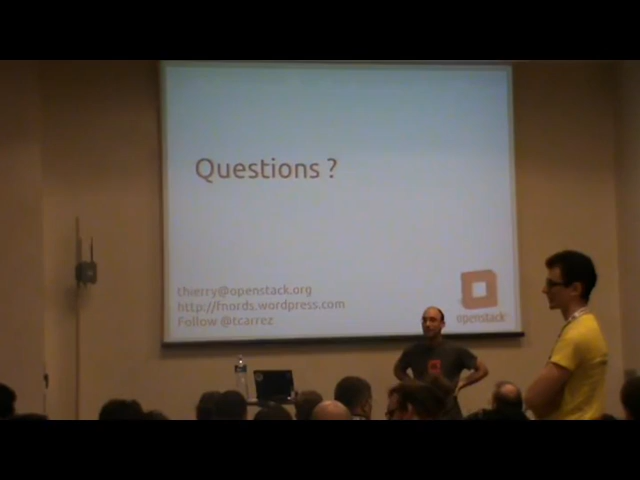 Questions ?
thierry@openstack.org
http://fnords.wordpress.com
Follow @tcarrez
openstack